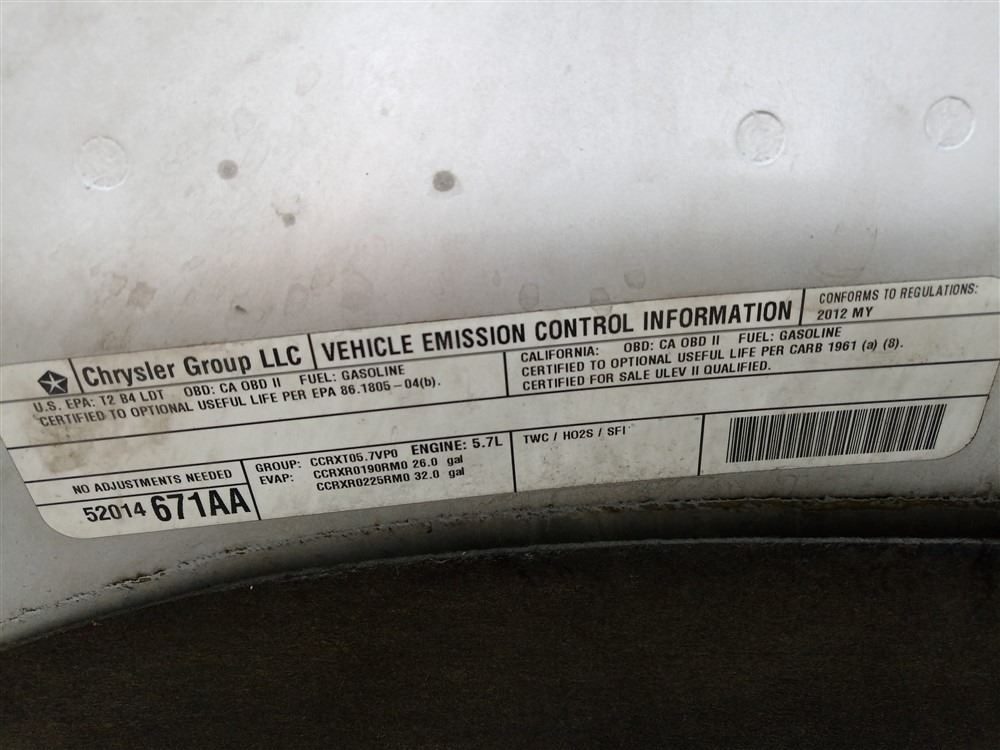 Chrysler Group LLC
VEHICLE EMISSION CONTROL INFORMATION
CONFORMS TO REGULATIONS:
2012 MY
U.S. EPA: T2 B4 LDT OBD: CA OBD II FUEL: GASOLINE
CERTIFIED TO OPTIONAL USEFUL LIFE PER EPA 86.1805-04(b).
CALIFORNIA: OBD: CA OBD II FUEL: GASOLINE
CERTIFIED TO OPTIONAL USEFUL LIFE PER CARB 1961 (a) (8).
CERTIFIED FOR SALE ULEV II QUALIFIED.
NO ADJUSTMENTS NEEDED
52014 671AA
GROUP: CCRXT05.7VP0 ENGINE: 5.7L
EVAP: CCRXR0190RM0 26.0 gal
CCRXR0225RM0 32.0 gal
TWC / HO2S / SFI